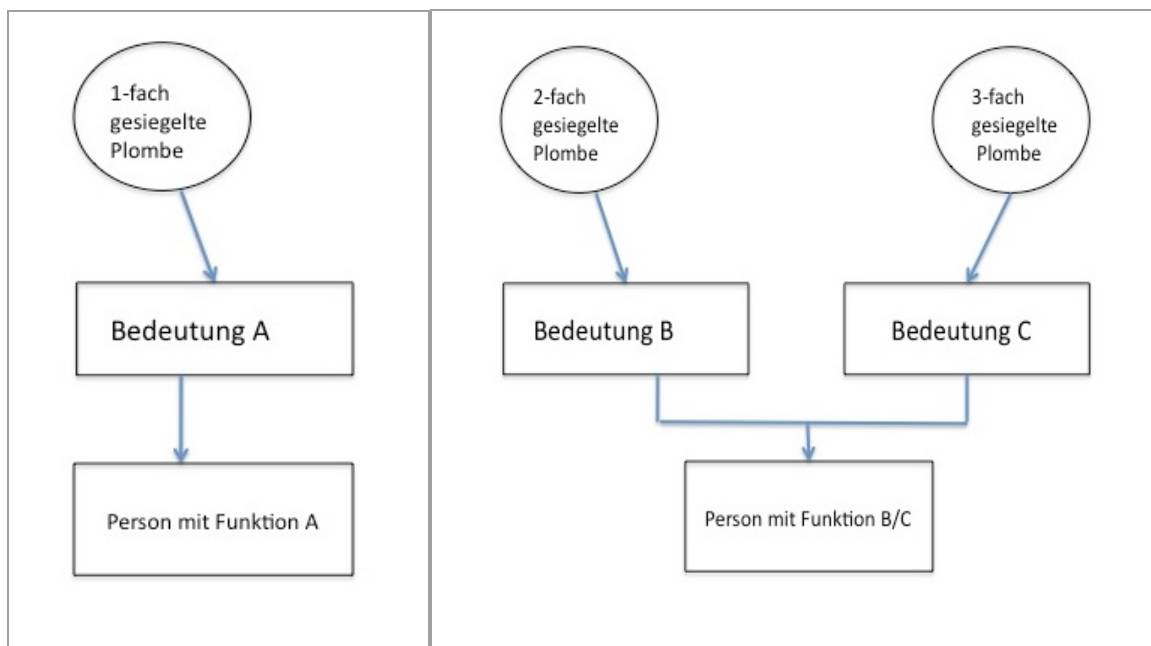 1-fach
gesiegelte
Plombe
Bedeutung A
Person mit Funktion A
2-fach
gesiegelte
Plombe
3-fach
gesiegelte
Plombe
Bedeutung B
Bedeutung C
Person mit Funktion B/C